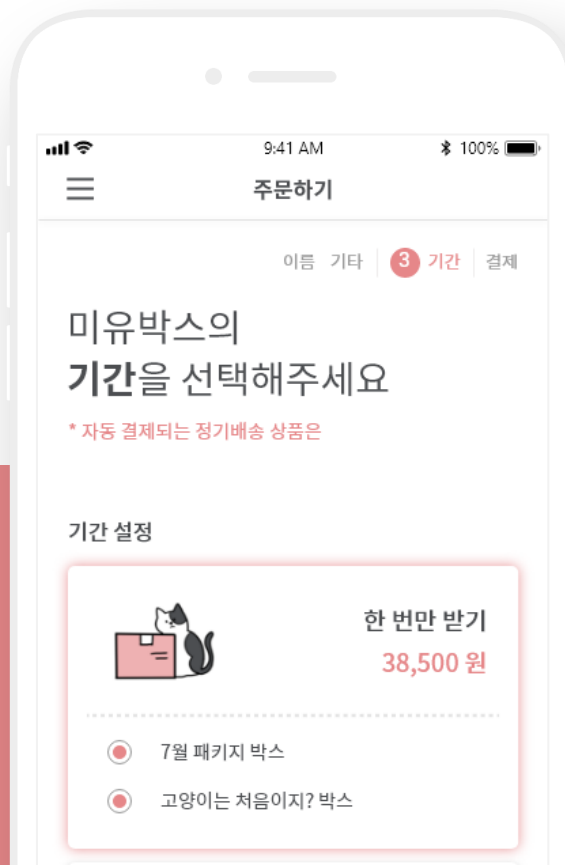 9:41 AM 100%
주문하기
이름 기타 3 기간 결제
미유박스의
기간을 선택해주세요
* 자동 결제되는 정기배송 상품은
기간 설정
한 번만 받기
38,500 원
7월 패키지 박스
고양이는 처음이지? 박스